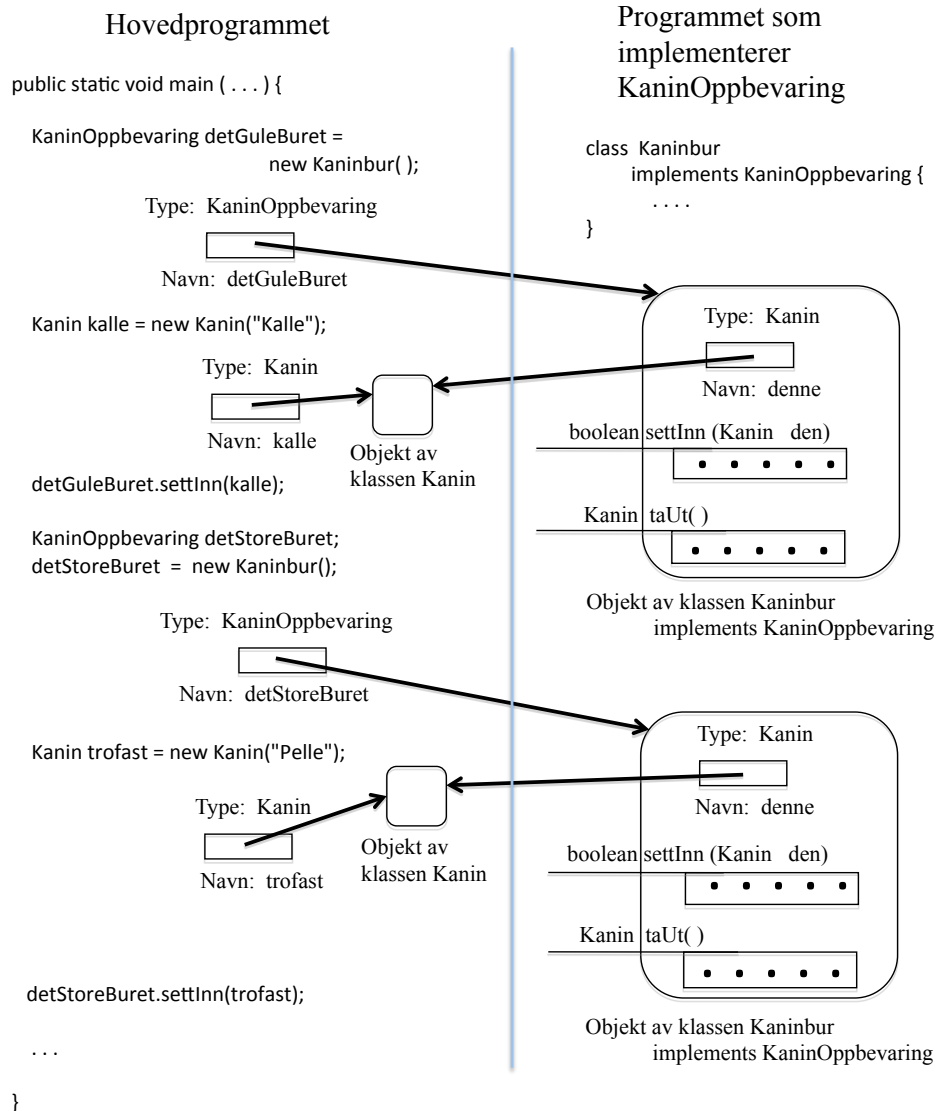 Hovedprogrammet
public static void main ( . . . ) {
KaninOppbevaring detGuleBuret =
new Kaninbur( );
Type: KaninOppbevaring
Navn: detGuleBuret
Kanin kalle = new Kanin("Kalle");
Type: Kanin
Navn: kalle
Objekt av
klassen Kanin
detGuleBuret.settInn(kalle);
KaninOppbevaring detStoreBuret;
detStoreBuret = new Kaninbur();
Type: KaninOppbevaring
Navn: detStoreBuret
Kanin trofast = new Kanin("Pelle");
Type: Kanin
Navn: trofast
Objekt av
klassen Kanin
detStoreBuret.settInn(trofast);
. . .
}
Programmet som
implementerer
KaninOppbevaring
class Kaninbur
implements KaninOppbevaring {
. . . .
}
Type: Kanin
Navn: denne
boolean settInn (Kanin den)
Kanin taUt( )
Objekt av klassen Kaninbur
implements KaninOppbevaring
Type: Kanin
Navn: denne
boolean settInn (Kanin den)
Kanin taUt( )
Objekt av klassen Kaninbur
implements KaninOppbevaring